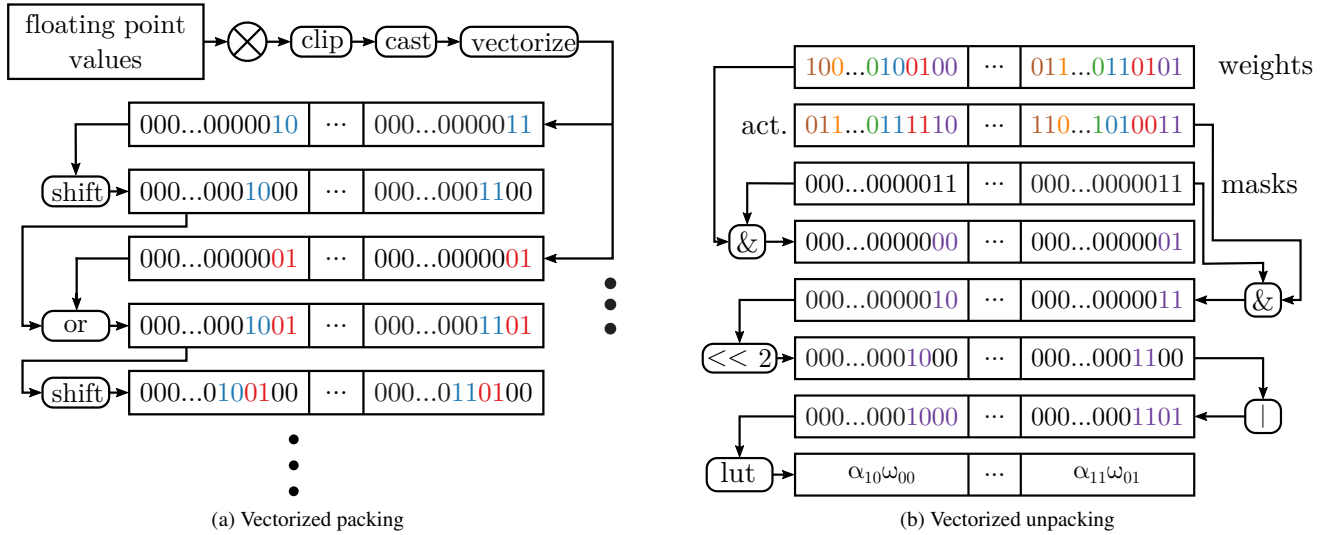 floating point
values
clip
cast
vectorize
000...0000010 ... 000...0000011
shift
000...0001000 ... 000...0001100
000...0000001 ... 000...0000001
or
000...0001001 ... 000...0001101
shift
000...0100100 ... 000...0110100
(a) Vectorized packing
100...0100100 ... 011...0110101 weights
act. 011...0111110 ... 110...1010011
000...0000011 ... 000...0000011 masks
&
000...0000000 ... 000...0000001
000...0000010 ... 000...0000011
&
<< 2
000...0001000 ... 000...0001100
000...0001000 ... 000...0001101
|
lut
α₁₀ω₀₀ ... α₁₁ω₀₁
(b) Vectorized unpacking